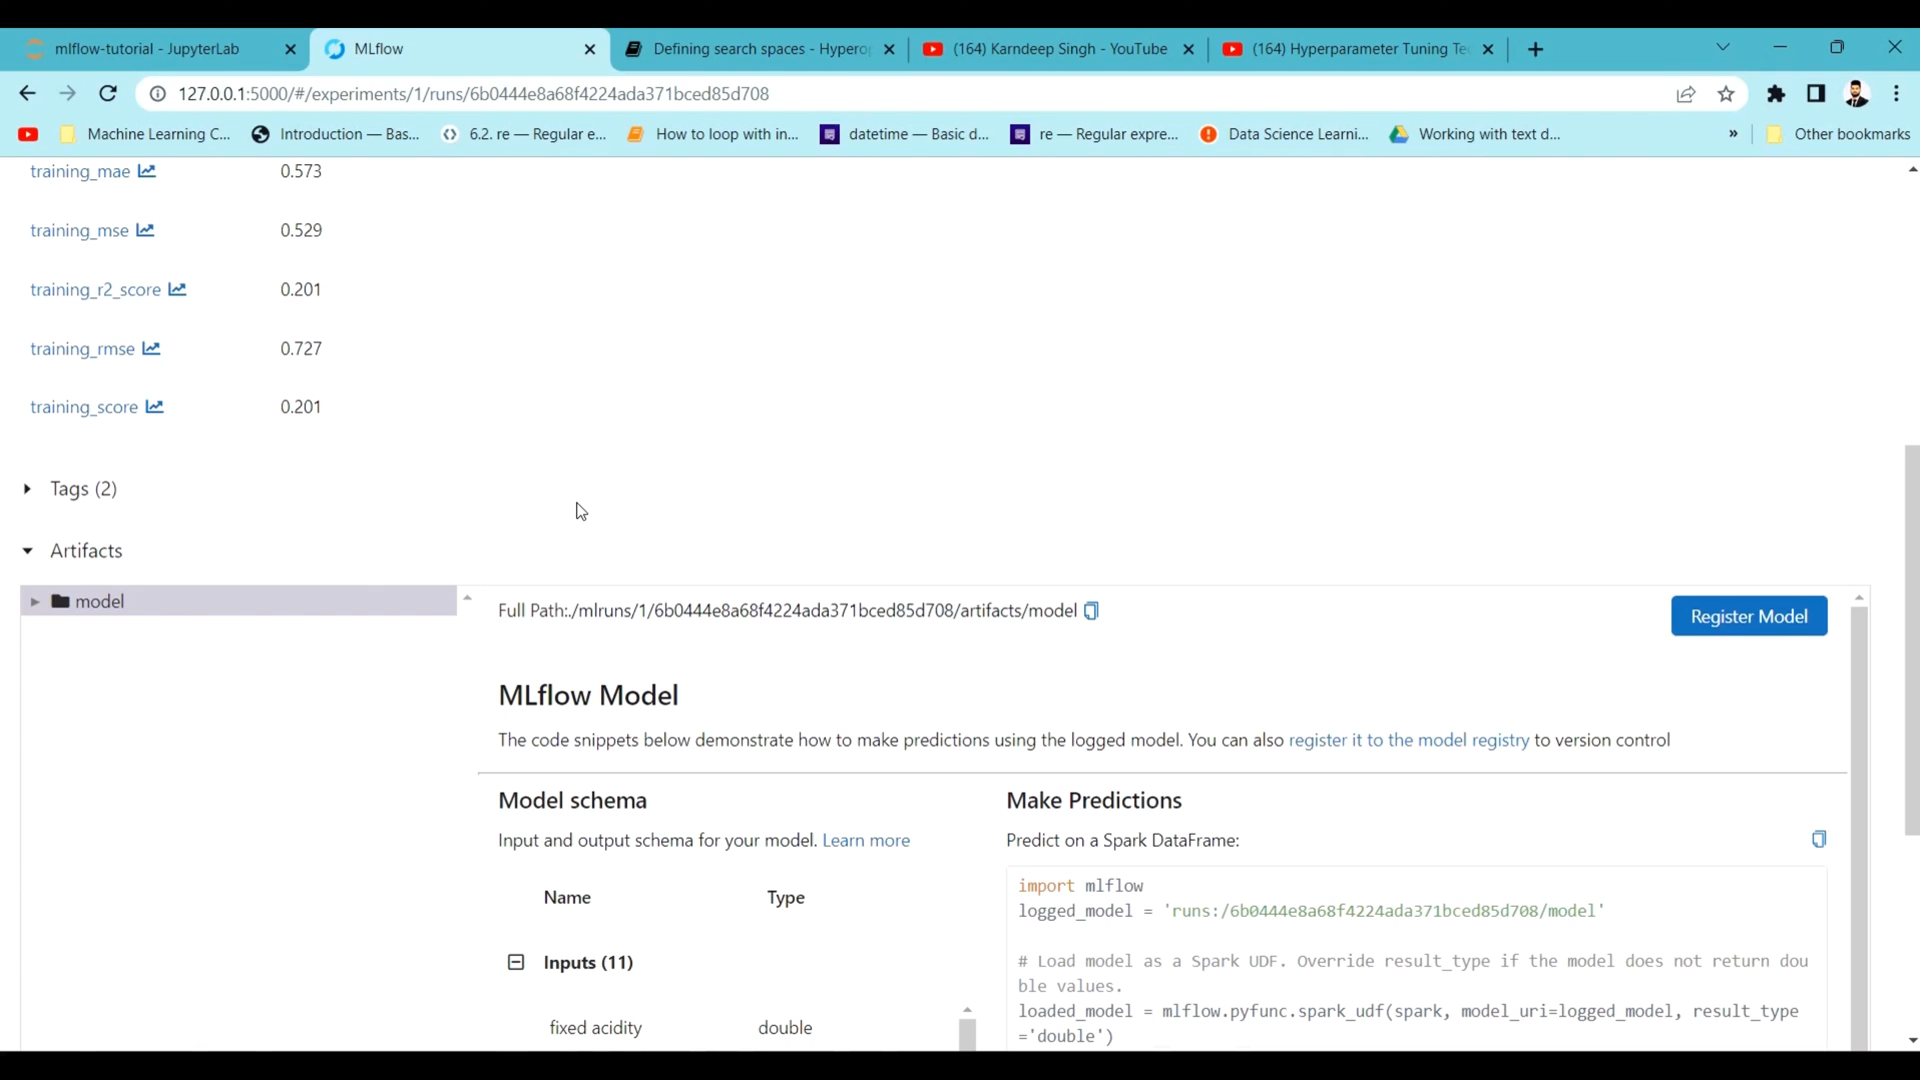 mlflow-tutorial - JupyterLab
MLflow
Defining search spaces - Hyperop
(164) Karndeep Singh - YouTube
(164) Hyperparameter Tuning Te
127.0.0.1:5000/#/experiments/1/runs/6b0444e8a68f4224ada371bced85d708
Machine Learning C...
Introduction — Bas...
6.2. re — Regular e...
How to loop with in...
datetime — Basic d...
re — Regular expre...
Data Science Learni...
Working with text d...
»
Other bookmarks
training_mae 0.573
training_mse 0.529
training_r2_score 0.201
training_rmse 0.727
training_score 0.201
Tags (2)
Artifacts
model
Full Path:./mlruns/1/6b0444e8a68f4224ada371bced85d708/artifacts/model
Register Model
MLflow Model
The code snippets below demonstrate how to make predictions using the logged model. You can also register it to the model registry to version control
Model schema
Input and output schema for your model. Learn more
Name Type
Inputs (11)
fixed acidity double
Make Predictions
Predict on a Spark DataFrame:
import mlflow
logged_model = 'runs:/6b0444e8a68f4224ada371bced85d708/model'
# Load model as a Spark UDF. Override result_type if the model does not return dou
ble values.
loaded_model = mlflow.pyfunc.spark_udf(spark, model_uri=logged_model, result_type
='double')